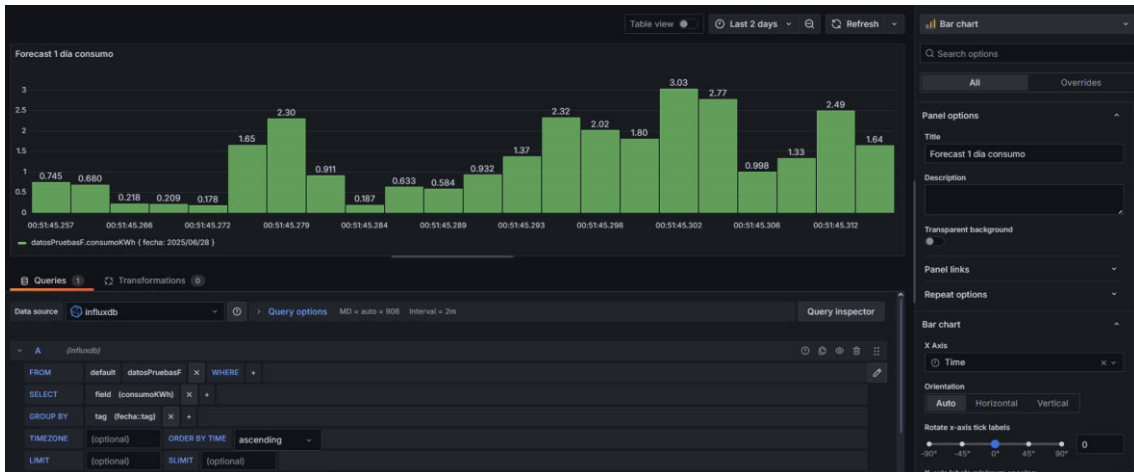 Table view
Last 2 days
Refresh
Bar chart
Forecast 1 día consumo
Search options
All Overrides
3
2.5
2
1.5
1
0.5
0
0.745 0.680 0.218 0.209 0.178 1.65 2.30 0.911 0.187 0.633 0.584 0.932 1.37 2.32 2.02 1.80 3.03 2.77 0.998 1.33 2.49 1.64
00:51:45.257 00:51:45.266 00:51:45.272 00:51:45.279 00:51:45.284 00:51:45.289 00:51:45.293 00:51:45.298 00:51:45.302 00:51:45.306 00:51:45.312
datosPruebasF.consumoKWh { fecha: 2025/06/28 }
Panel options
Title
Forecast 1 dia consumo
Description
Transparent background
Panel links
Repeat options
Bar chart
X Axis
Time
Orientation
Auto Horizontal Vertical
Rotate x-axis tick labels
-90° -45° 0° 45° 90° 0
Queries 1 Transformations 0
Data source influxdb Query options MD = auto = 908 Interval = 2m Query inspector
A (influxdb)
FROM default datosPruebasF WHERE +
SELECT field (consumoKWh) +
GROUP BY tag (fecha::tag) +
TIMEZONE (optional) ORDER BY TIME ascending
LIMIT (optional) SLIMIT (optional)